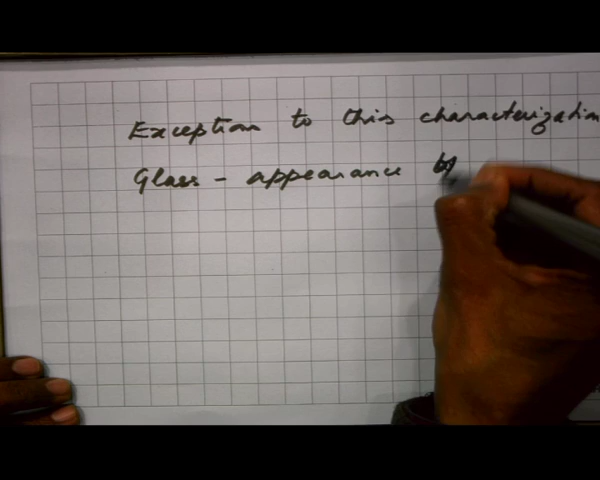 Exception to this characterization
Glass - appearance